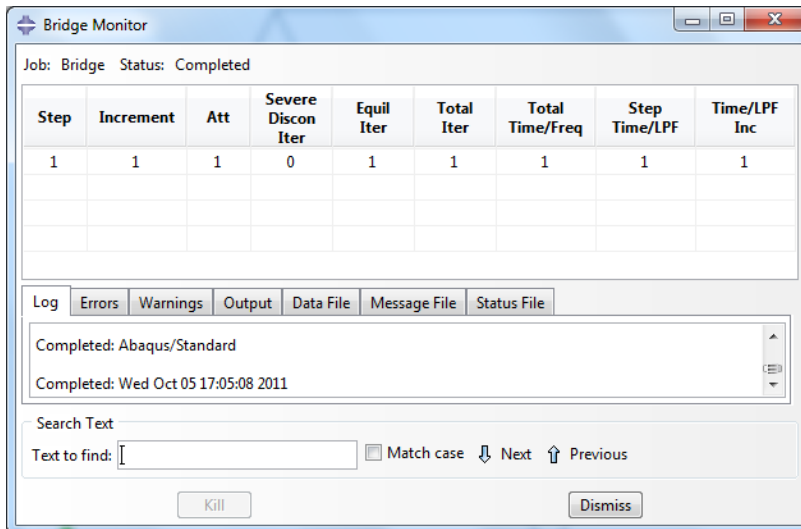 Bridge Monitor
Job: Bridge Status: Completed
Step Increment Att Severe Discon Iter Equil Iter Total Iter Total Time/Freq Step Time/LPF Time/LPF Inc
1 1 1 0 1 1 1 1 1
Log Errors Warnings Output Data File Message File Status File
Completed: Abaqus/Standard
Completed: Wed Oct 05 17:05:08 2011
Search Text
Text to find: Match case Next Previous
Kill Dismiss